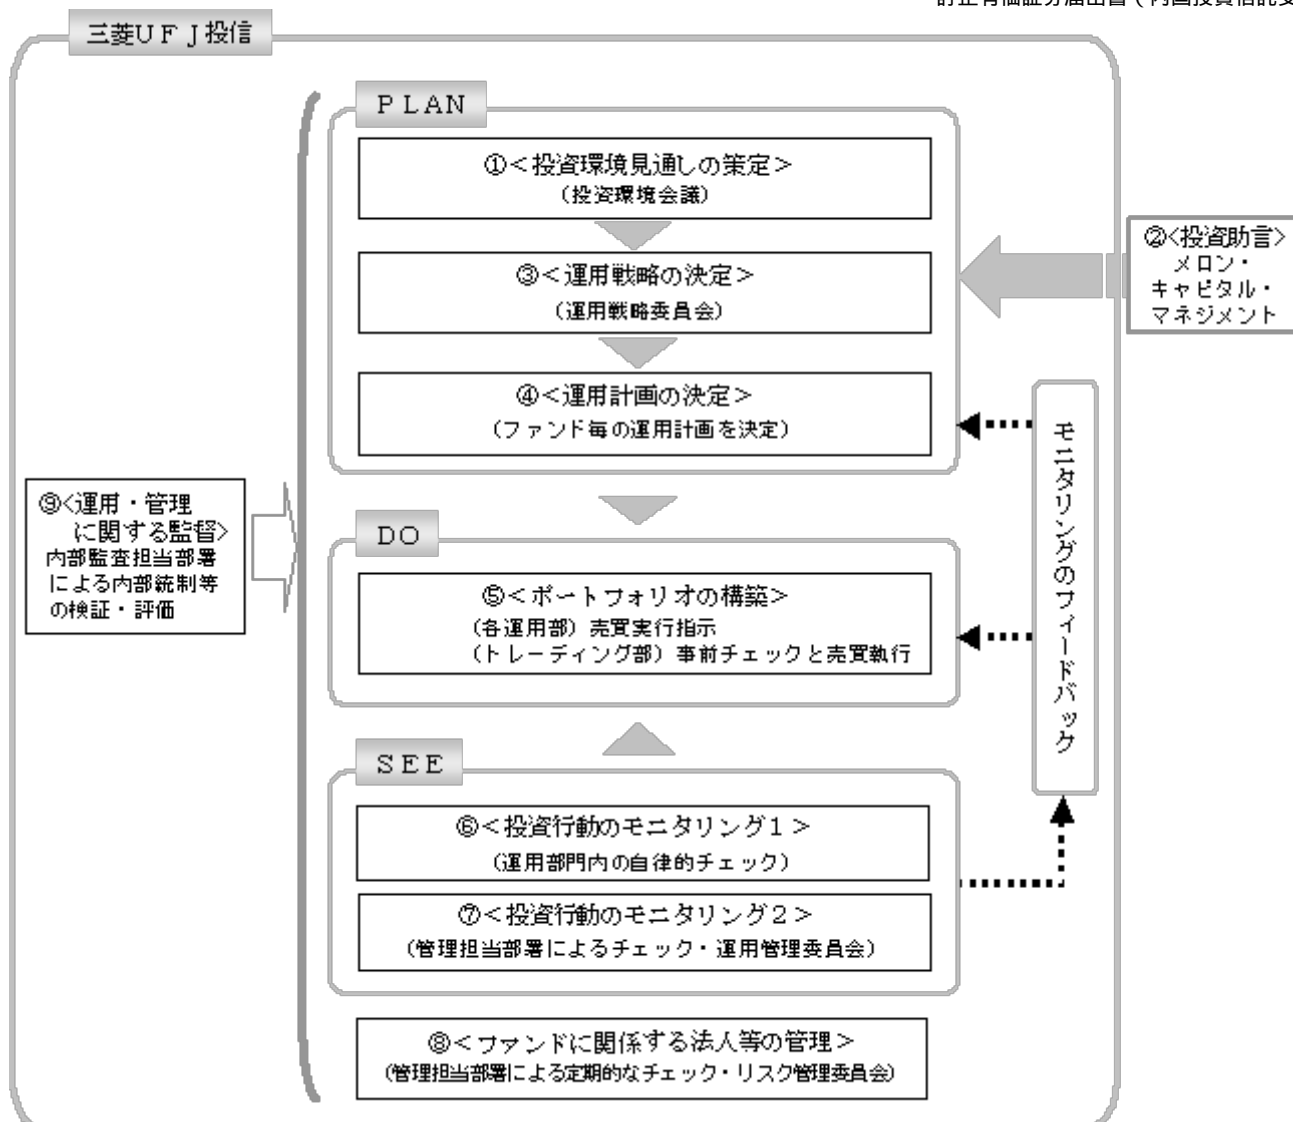 三菱ＵＦＪ投信
ＰＬＡＮ
①＜投資環境見通しの策定＞
（投資環境会議）
②＜投資助言＞
メロン・
キャピタル・
マネジメント
③＜運用戦略の決定＞
（運用戦略委員会）
④＜運用計画の決定＞
（ファンド毎の運用計画を決定）
モニタリングのフィードバック
⑨＜運用・管理
に関する監督＞
内部監査担当部署
による内部統制等
の検証・評価
ＤＯ
⑤＜ポートフォリオの構築＞
（各運用部）売買実行指示
（トレーディング部）事前チェックと売買執行
ＳＥＥ
⑥＜投資行動のモニタリング１＞
（運用部門内の自律的チェック）
⑦＜投資行動のモニタリング２＞
（管理担当部署によるチェック・運用管理委員会）
⑧＜ファンドに関係する法人等の管理＞
（管理担当部署による定期的なチェック・リスク管理委員会）